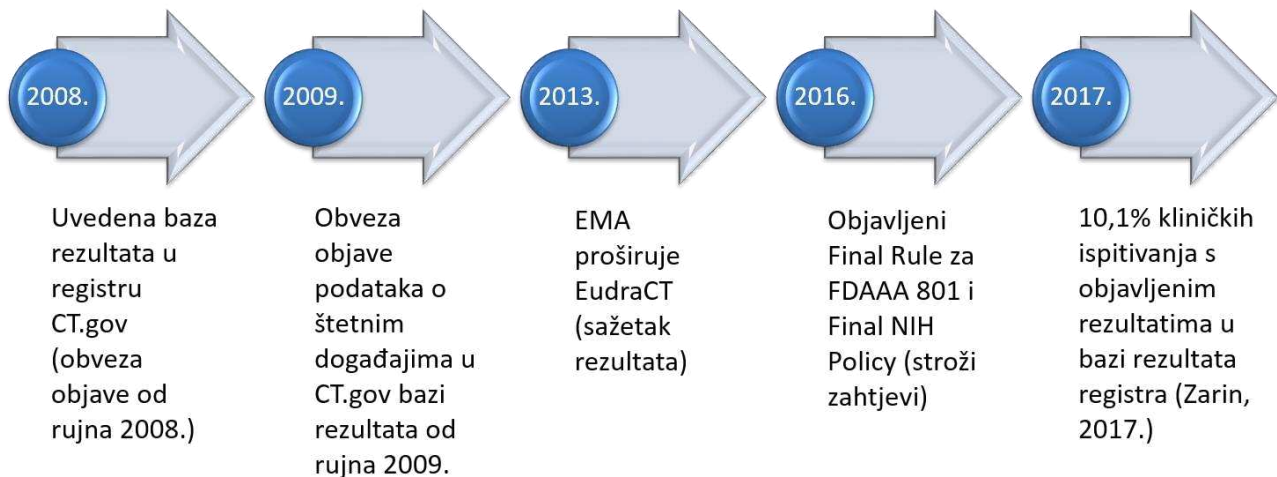 2008.
Uvedena baza
rezultata u
registru
CT.gov
(obveza
objave od
rujna 2008.)
2009.
Obveza
objave
podataka o
štetnim
događajima u
CT.gov bazi
rezultata od
rujna 2009.
2013.
EMA
proširuje
EudraCT
(sažetak
rezultata)
2016.
Objavljeni
Final Rule za
FDAAA 801 i
Final NIH
Policy (stroži
zahtjevi)
2017.
10,1% kliničkih
ispitivanja s
objavljenim
rezultatima u
bazi rezultata
registra (Zarin,
2017.)